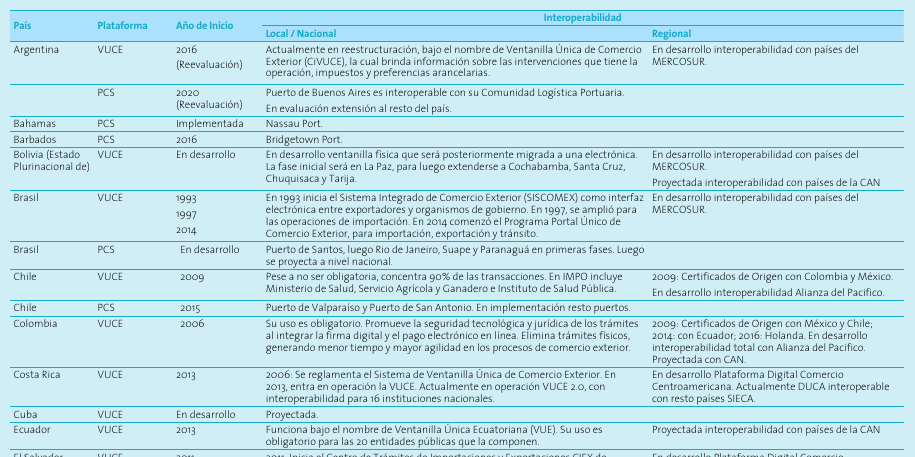 País Plataforma Año de Inicio Interoperabilidad
Local / Nacional Regional
Argentina VUCE 2016 Actualmente en reestructuración, bajo el nombre de Ventanilla Única de Comercio En desarrollo interoperabilidad con países del
(Reevaluación) Exterior (CiVUCE), la cual brinda información sobre las intervenciones que tiene la MERCOSUR.
operación, impuestos y preferencias arancelarias.
PCS 2020 Puerto de Buenos Aires es interoperable con su Comunidad Logística Portuaria.
(Reevaluación) En evaluación extensión al resto del país.
Bahamas PCS Implementada Nassau Port.
Barbados PCS 2016 Bridgetown Port.
Bolivia (Estado VUCE En desarrollo En desarrollo ventanilla física que será posteriormente migrada a una electrónica. En desarrollo interoperabilidad con países del
Plurinacional de) La fase inicial será en La Paz, para luego extenderse a Cochabamba, Santa Cruz, MERCOSUR.
Chuquisaca y Tarija. Proyectada interoperabilidad con países de la CAN
Brasil VUCE 1993 En 1993 inicia el Sistema Integrado de Comercio Exterior (SISCOMEX) como interfaz En desarrollo interoperabilidad con países del
1997 electrónica entre exportadores y organismos de gobierno. En 1997, se amplió para MERCOSUR.
las operaciones de importación. En 2014 comenzó el Programa Portal Único de
2014 Comercio Exterior, para importación, exportación y tránsito.
Brasil PCS En desarrollo Puerto de Santos, luego Rio de Janeiro, Suape y Paranaguá en primeras fases. Luego
se proyecta a nivel nacional.
Chile VUCE 2009 Pese a no ser obligatoria, concentra 90% de las transacciones. En IMPO incluye 2009: Certificados de Origen con Colombia y México.
Ministerio de Salud, Servicio Agrícola y Ganadero e Instituto de Salud Pública. En desarrollo interoperabilidad Alianza del Pacifico.
Chile PCS 2015 Puerto de Valparaíso y Puerto de San Antonio. En implementación resto puertos.
Colombia VUCE 2006 Su uso es obligatorio. Promueve la seguridad tecnológica y jurídica de los trámites 2009: Certificados de Origen con México y Chile;
al integrar la firma digital y el pago electrónico en línea. Elimina trámites físicos, 2014: con Ecuador; 2016: Holanda. En desarrollo
generando menor tiempo y mayor agilidad en los procesos de comercio exterior. interoperabilidad total con Alianza del Pacifico.
Proyectada con CAN.
Costa Rica VUCE 2013 2006: Se reglamenta el Sistema de Ventanilla Única de Comercio Exterior. En En desarrollo Plataforma Digital Comercio
2013, entra en operación la VUCE. Actualmente en operación VUCE 2.0, con Centroamericana. Actualmente DUCA interoperable
interoperabilidad para 16 instituciones nacionales. con resto países SIECA.
Cuba VUCE En desarrollo Proyectada.
Ecuador VUCE 2013 Funciona bajo el nombre de Ventanilla Única Ecuatoriana (VUE). Su uso es Proyectada interoperabilidad con países de la CAN
obligatorio para las 20 entidades públicas que la componen.